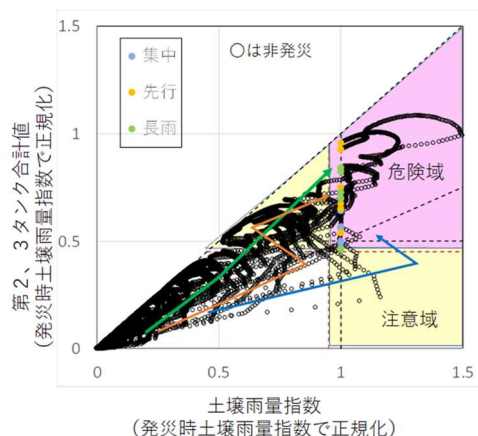 1.5
集中
先行
長雨
○は非発災
1
危険域
0.5
注意域
0
0
0.5
1
1.5
第２、３タンク合計値
(発災時土壌雨量指数で正規化)
土壌雨量指数
(発災時土壌雨量指数で正規化)